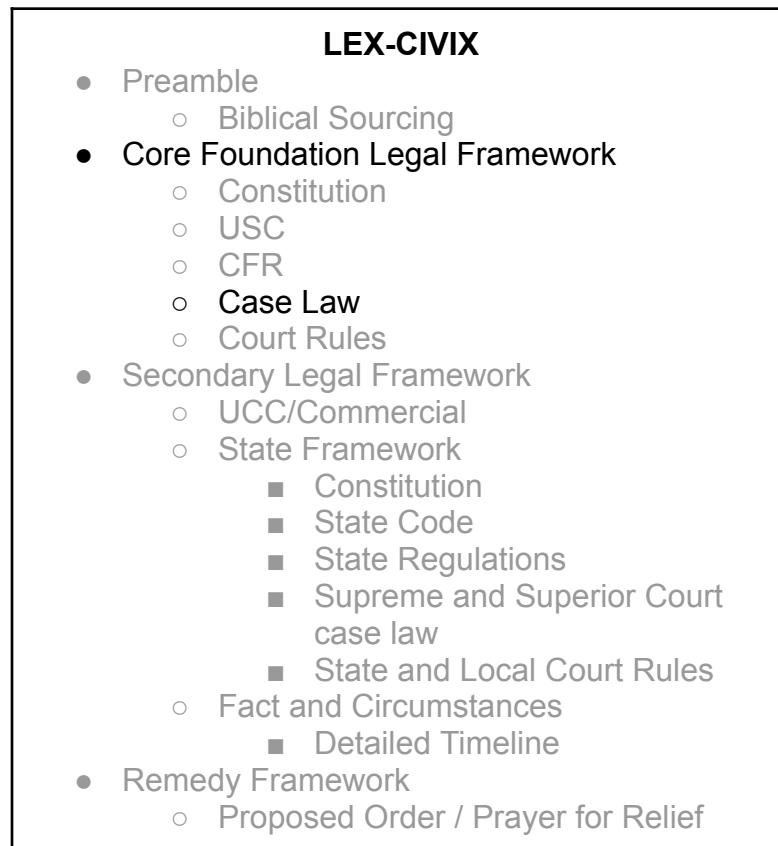 LEX-CIVIX
● Preamble
○ Biblical Sourcing
● Core Foundation Legal Framework
○ Constitution
○ USC
○ CFR
○ Case Law
○ Court Rules
● Secondary Legal Framework
○ UCC/Commercial
○ State Framework
■ Constitution
■ State Code
■ State Regulations
■ Supreme and Superior Court
case law
■ State and Local Court Rules
○ Fact and Circumstances
■ Detailed Timeline
● Remedy Framework
○ Proposed Order / Prayer for Relief